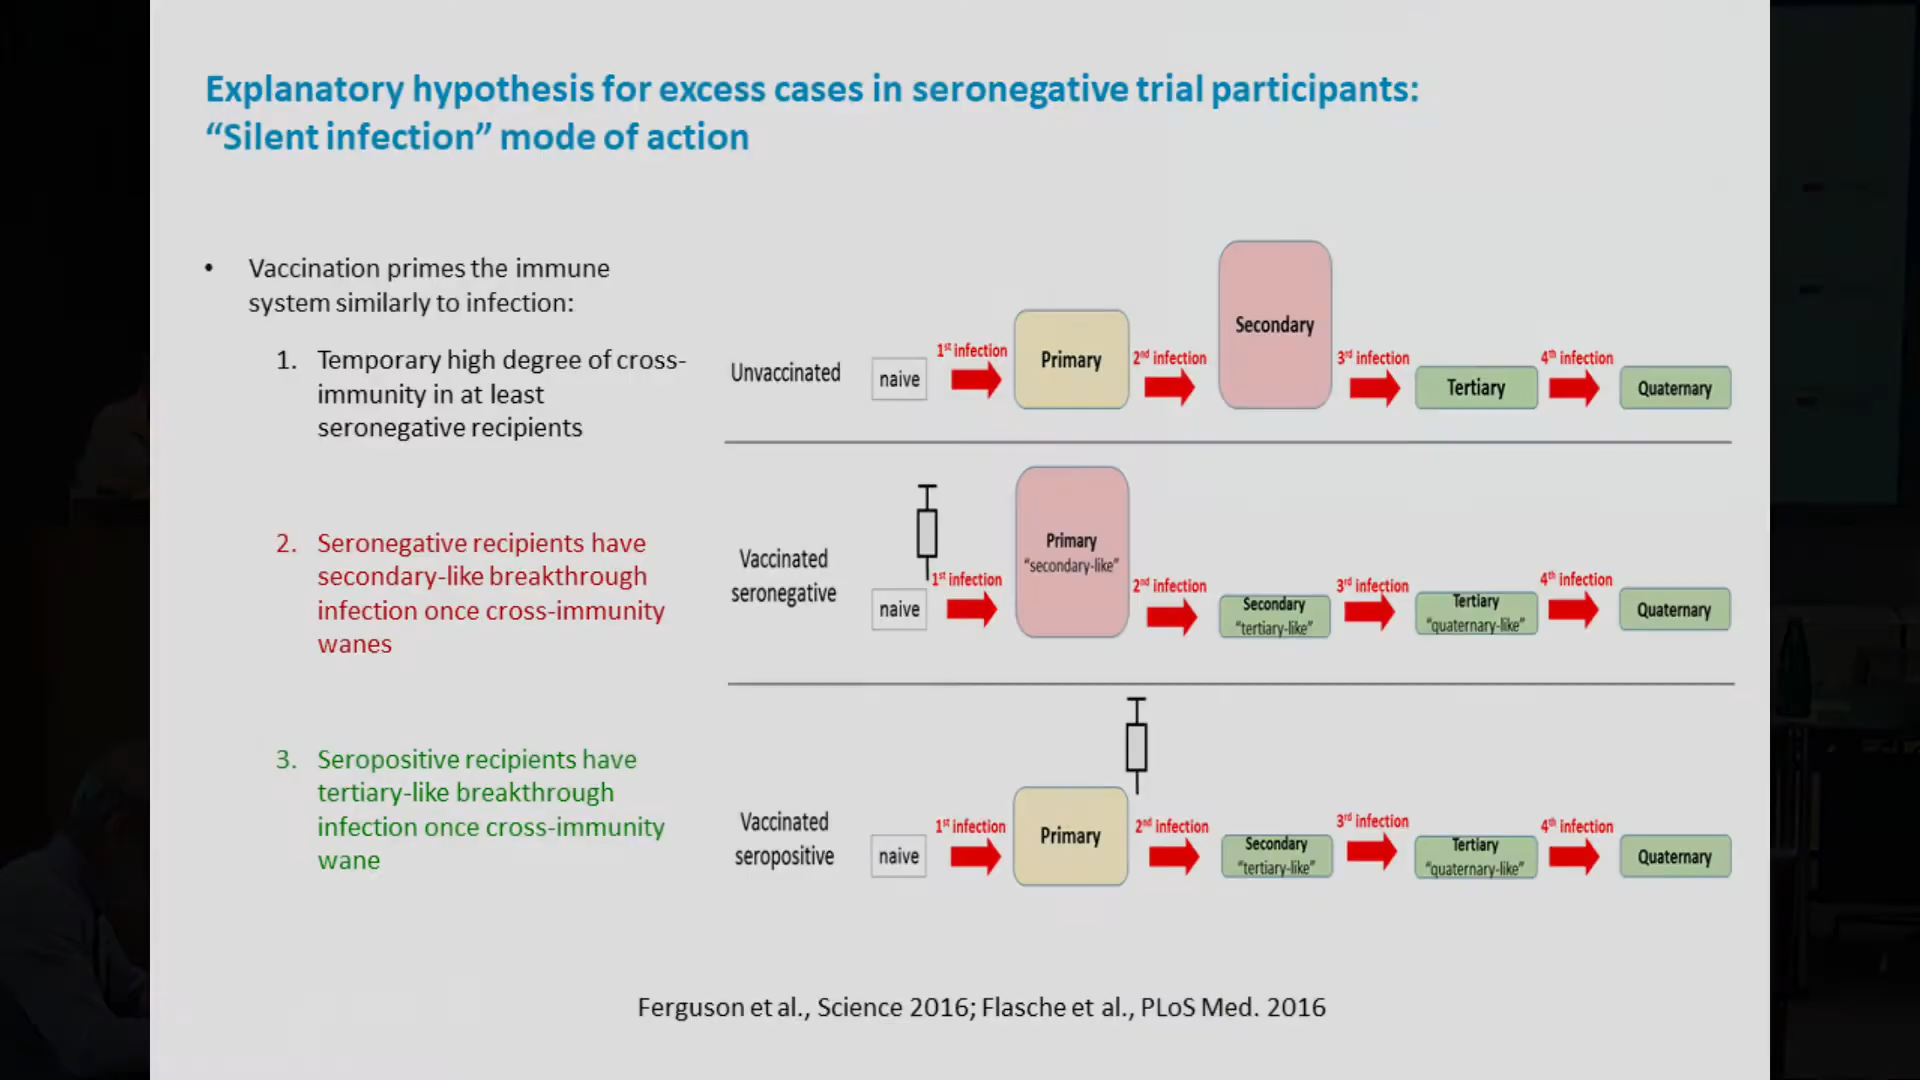 Explanatory hypothesis for excess cases in seronegative trial participants:
“Silent infection” mode of action
• Vaccination primes the immune
system similarly to infection:
1. Temporary high degree of cross-
immunity in at least
seronegative recipients
2. Seronegative recipients have
secondary-like breakthrough
infection once cross-immunity
wanes
3. Seropositive recipients have
tertiary-like breakthrough
infection once cross-immunity
wane
Unvaccinated
naive
1st infection
Primary
2nd infection
Secondary
3rd infection
Tertiary
4th infection
Quaternary
Vaccinated
seronegative
naive
1st infection
Primary
“secondary-like”
2nd infection
Secondary
“tertiary-like”
3rd infection
Tertiary
“quaternary-like”
4th infection
Quaternary
Vaccinated
seropositive
naive
1st infection
Primary
2nd infection
Secondary
“tertiary-like”
3rd infection
Tertiary
“quaternary-like”
4th infection
Quaternary
Ferguson et al., Science 2016; Flasche et al., PLoS Med. 2016